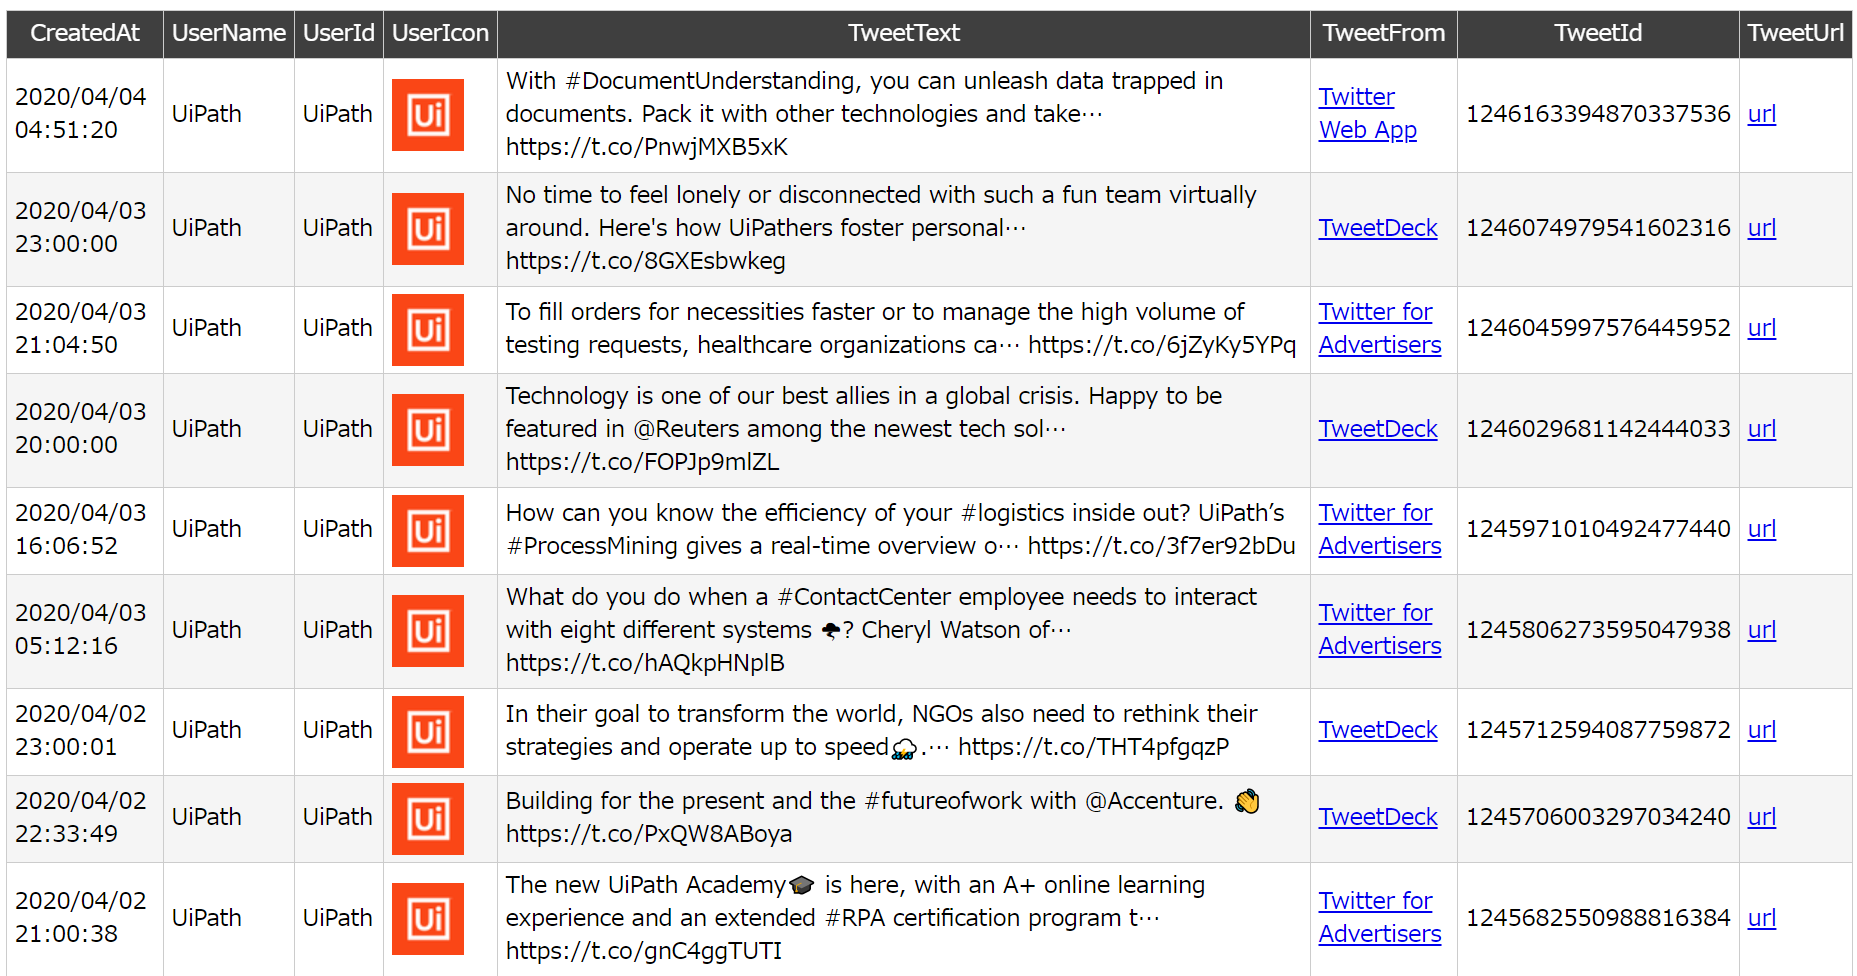 CreatedAt UserName UserId UserIcon TweetText TweetFrom TweetId TweetUrl
2020/04/04
04:51:20
UiPath
UiPath
Ui
With #DocumentUnderstanding, you can unleash data trapped in
documents. Pack it with other technologies and take…
https://t.co/PnwjMXB5xK
Twitter
Web App
1246163394870337536
url
2020/04/03
23:00:00
UiPath
UiPath
Ui
No time to feel lonely or disconnected with such a fun team virtually
around. Here's how UiPathers foster personal…
https://t.co/8GXEsbwkeg
TweetDeck
1246074979541602316
url
2020/04/03
21:04:50
UiPath
UiPath
Ui
To fill orders for necessities faster or to manage the high volume of
testing requests, healthcare organizations ca… https://t.co/6jZyKy5YPq
Twitter for
Advertisers
1246045997576445952
url
2020/04/03
20:00:00
UiPath
UiPath
Ui
Technology is one of our best allies in a global crisis. Happy to be
featured in @Reuters among the newest tech sol…
https://t.co/FOPJp9mlZL
TweetDeck
1246029681142444033
url
2020/04/03
16:06:52
UiPath
UiPath
Ui
How can you know the efficiency of your #logistics inside out? UiPath’s
#ProcessMining gives a real-time overview o… https://t.co/3f7er92bDu
Twitter for
Advertisers
1245971010492477440
url
2020/04/03
05:12:16
UiPath
UiPath
Ui
What do you do when a #ContactCenter employee needs to interact
with eight different systems 🌪? Cheryl Watson of…
https://t.co/hAQkpHNplB
Twitter for
Advertisers
1245806273595047938
url
2020/04/02
23:00:01
UiPath
UiPath
Ui
In their goal to transform the world, NGOs also need to rethink their
strategies and operate up to speed⛈.… https://t.co/THT4pfgqzP
TweetDeck
1245712594087759872
url
2020/04/02
22:33:49
UiPath
UiPath
Ui
Building for the present and the #futureofwork with @Accenture. 👏
https://t.co/PxQW8ABoya
TweetDeck
1245706003297034240
url
2020/04/02
21:00:38
UiPath
UiPath
Ui
The new UiPath Academy🎓 is here, with an A+ online learning
experience and an extended #RPA certification program t…
https://t.co/gnC4ggTUTI
Twitter for
Advertisers
1245682550988816384
url